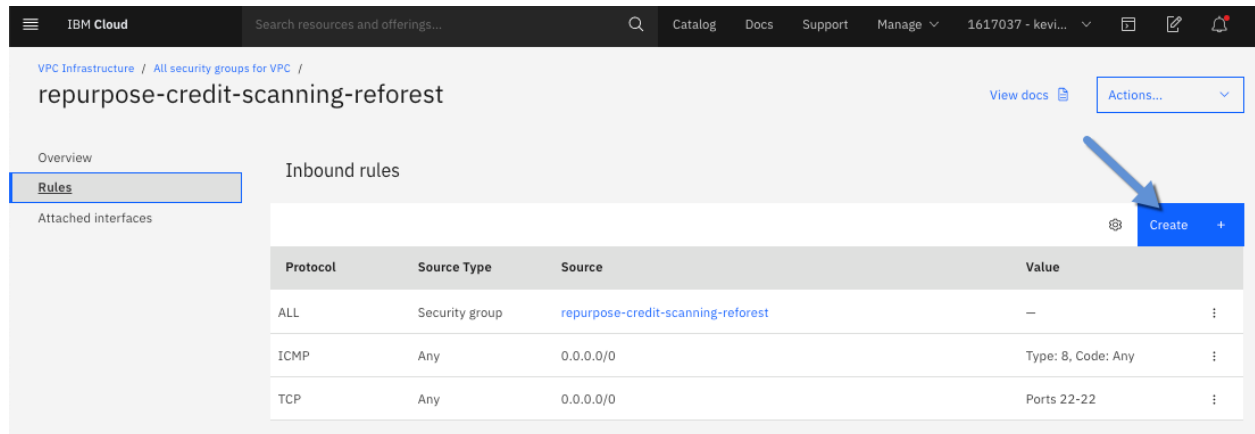 IBM Cloud Search resources and offerings... Catalog Docs Support Manage 1617037 - kevi...
VPC Infrastructure / All security groups for VPC /
repurpose-credit-scanning-reforest
View docs Actions...
Overview
Rules
Attached interfaces
Inbound rules
Create +
Protocol Source Type Source Value
ALL Security group repurpose-credit-scanning-reforest —
ICMP Any 0.0.0.0/0 Type: 8, Code: Any
TCP Any 0.0.0.0/0 Ports 22-22